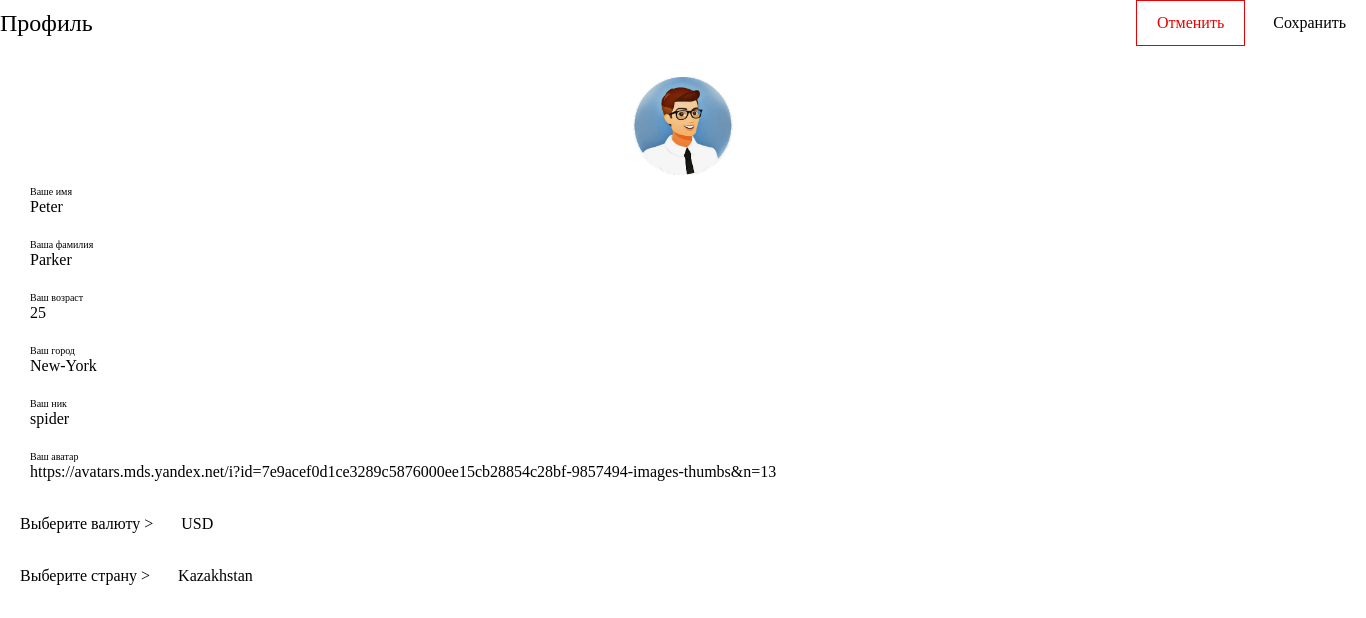 Профиль
Отменить
Сохранить
Ваше имя
Peter
Ваша фамилия
Parker
Ваш возраст
25
Ваш город
New-York
Ваш ник
spider
Ваш аватар
https://avatars.mds.yandex.net/i?id=7e9acef0d1ce3289c5876000ee15cb28854c28bf-9857494-images-thumbs&n=13
Выберите валюту > USD
Выберите страну > Kazakhstan